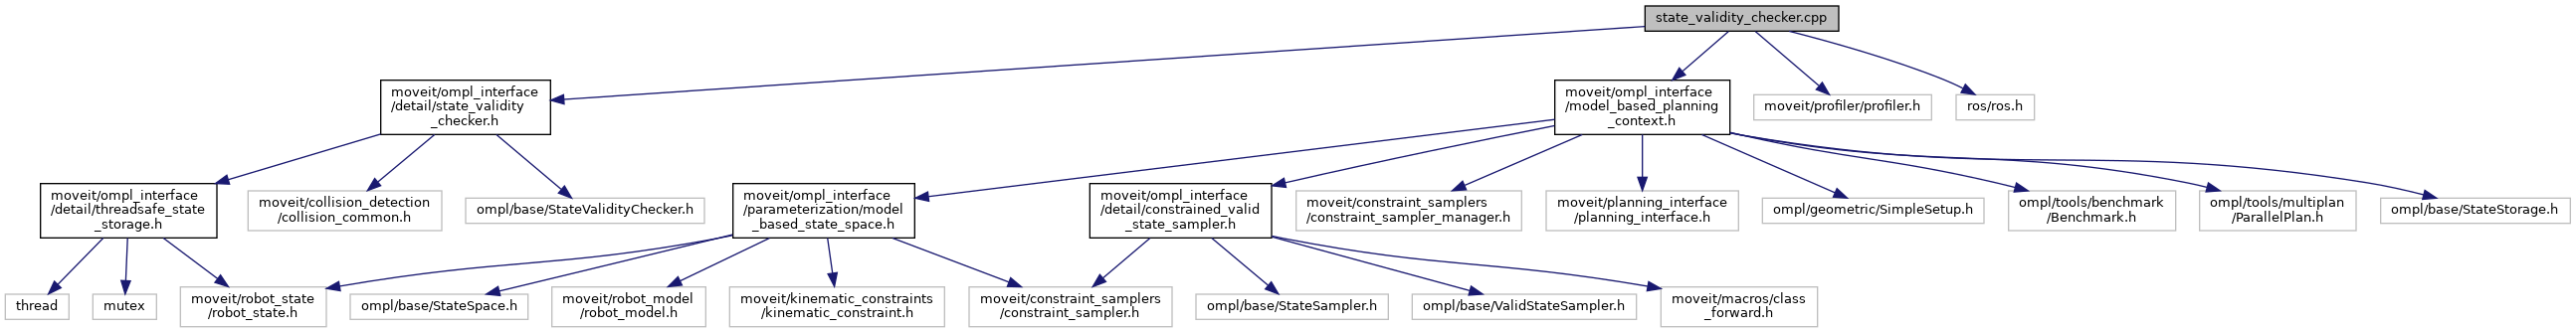 state_validity_checker.cpp
moveit/ompl_interface
/detail/state_validity
_checker.h
moveit/ompl_interface
/model_based_planning
_context.h
moveit/profiler/profiler.h
ros/ros.h
moveit/ompl_interface
/detail/threadsafe_state
_storage.h
moveit/collision_detection
/collision_common.h
ompl/base/StateValidityChecker.h
moveit/ompl_interface
/parameterization/model
_based_state_space.h
moveit/ompl_interface
/detail/constrained_valid
_state_sampler.h
moveit/constraint_samplers
/constraint_sampler_manager.h
moveit/planning_interface
/planning_interface.h
ompl/geometric/SimpleSetup.h
ompl/tools/benchmark
/Benchmark.h
ompl/tools/multiplan
/ParallelPlan.h
ompl/base/StateStorage.h
thread
mutex
moveit/robot_state
/robot_state.h
ompl/base/StateSpace.h
moveit/robot_model
/robot_model.h
moveit/kinematic_constraints
/kinematic_constraint.h
moveit/constraint_samplers
/constraint_sampler.h
ompl/base/StateSampler.h
ompl/base/ValidStateSampler.h
moveit/macros/class
_forward.h